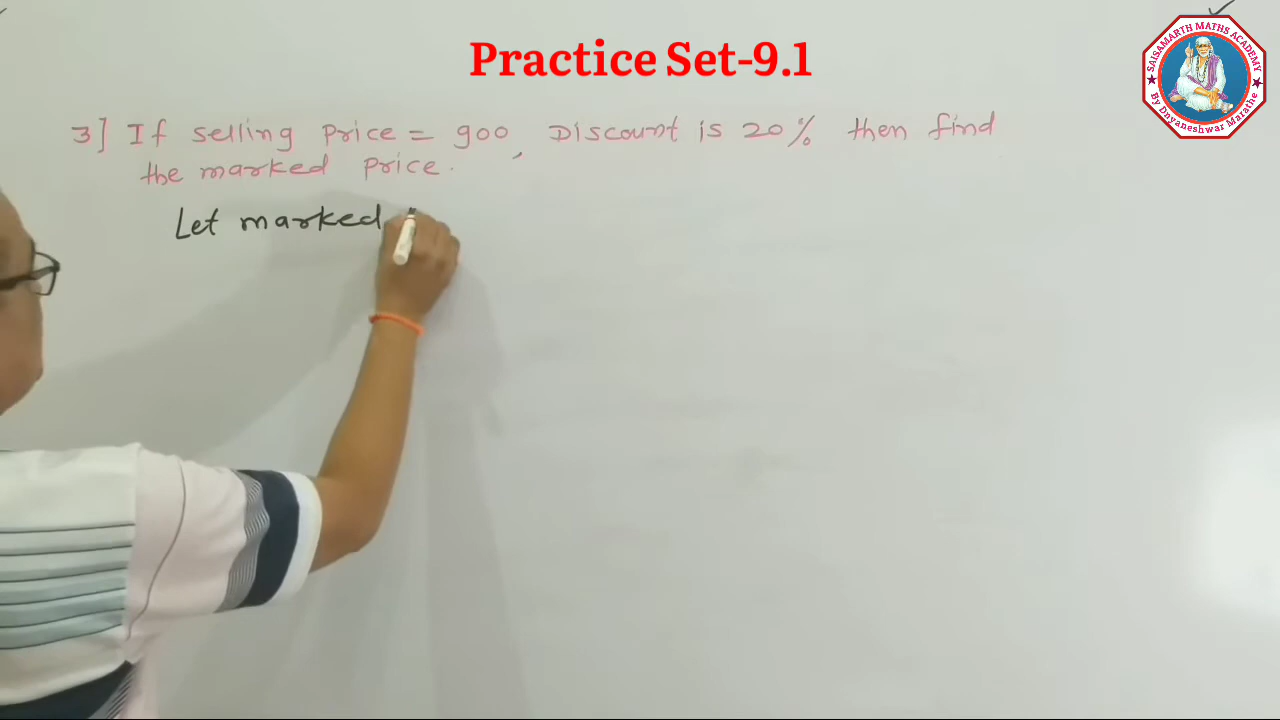 Practice Set-9.1
SAISAMARTH MATHS ACADEMY
By Dnyaneshwar Marathe
3] If selling price = 900, Discount is 20% then find
the marked price.
Let marked